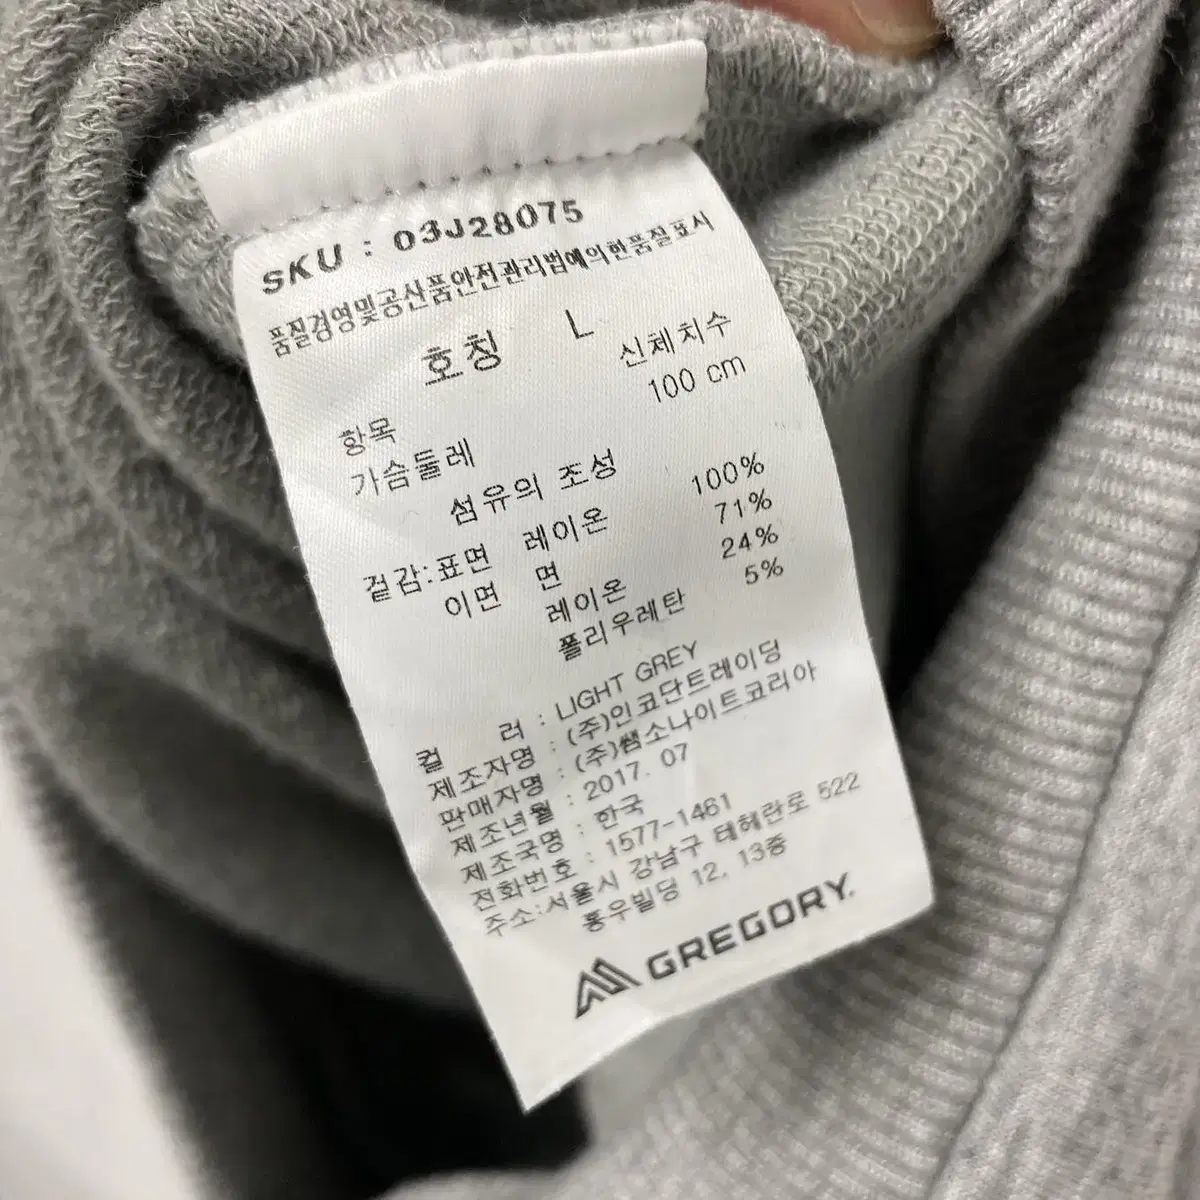 SKU : 03J28075
품질경영및공산품안전관리법에의한품질표시
호칭 L
항목 신체치수
가슴둘레 100 cm
섬유의 조성
겉감:표면 레이온 100%
이면 면 71%
레이온 24%
폴리우레탄 5%
컬 러 : LIGHT GREY
제조자명 : (주)인코단트레이딩
판매자명 : (주)쌤소나이트코리아
제조년월 : 2017. 07
제조국명 : 한국
전화번호 : 1577-1461
주소:서울시 강남구 테헤란로 522
홍우빌딩 12, 13층
GREGORY.